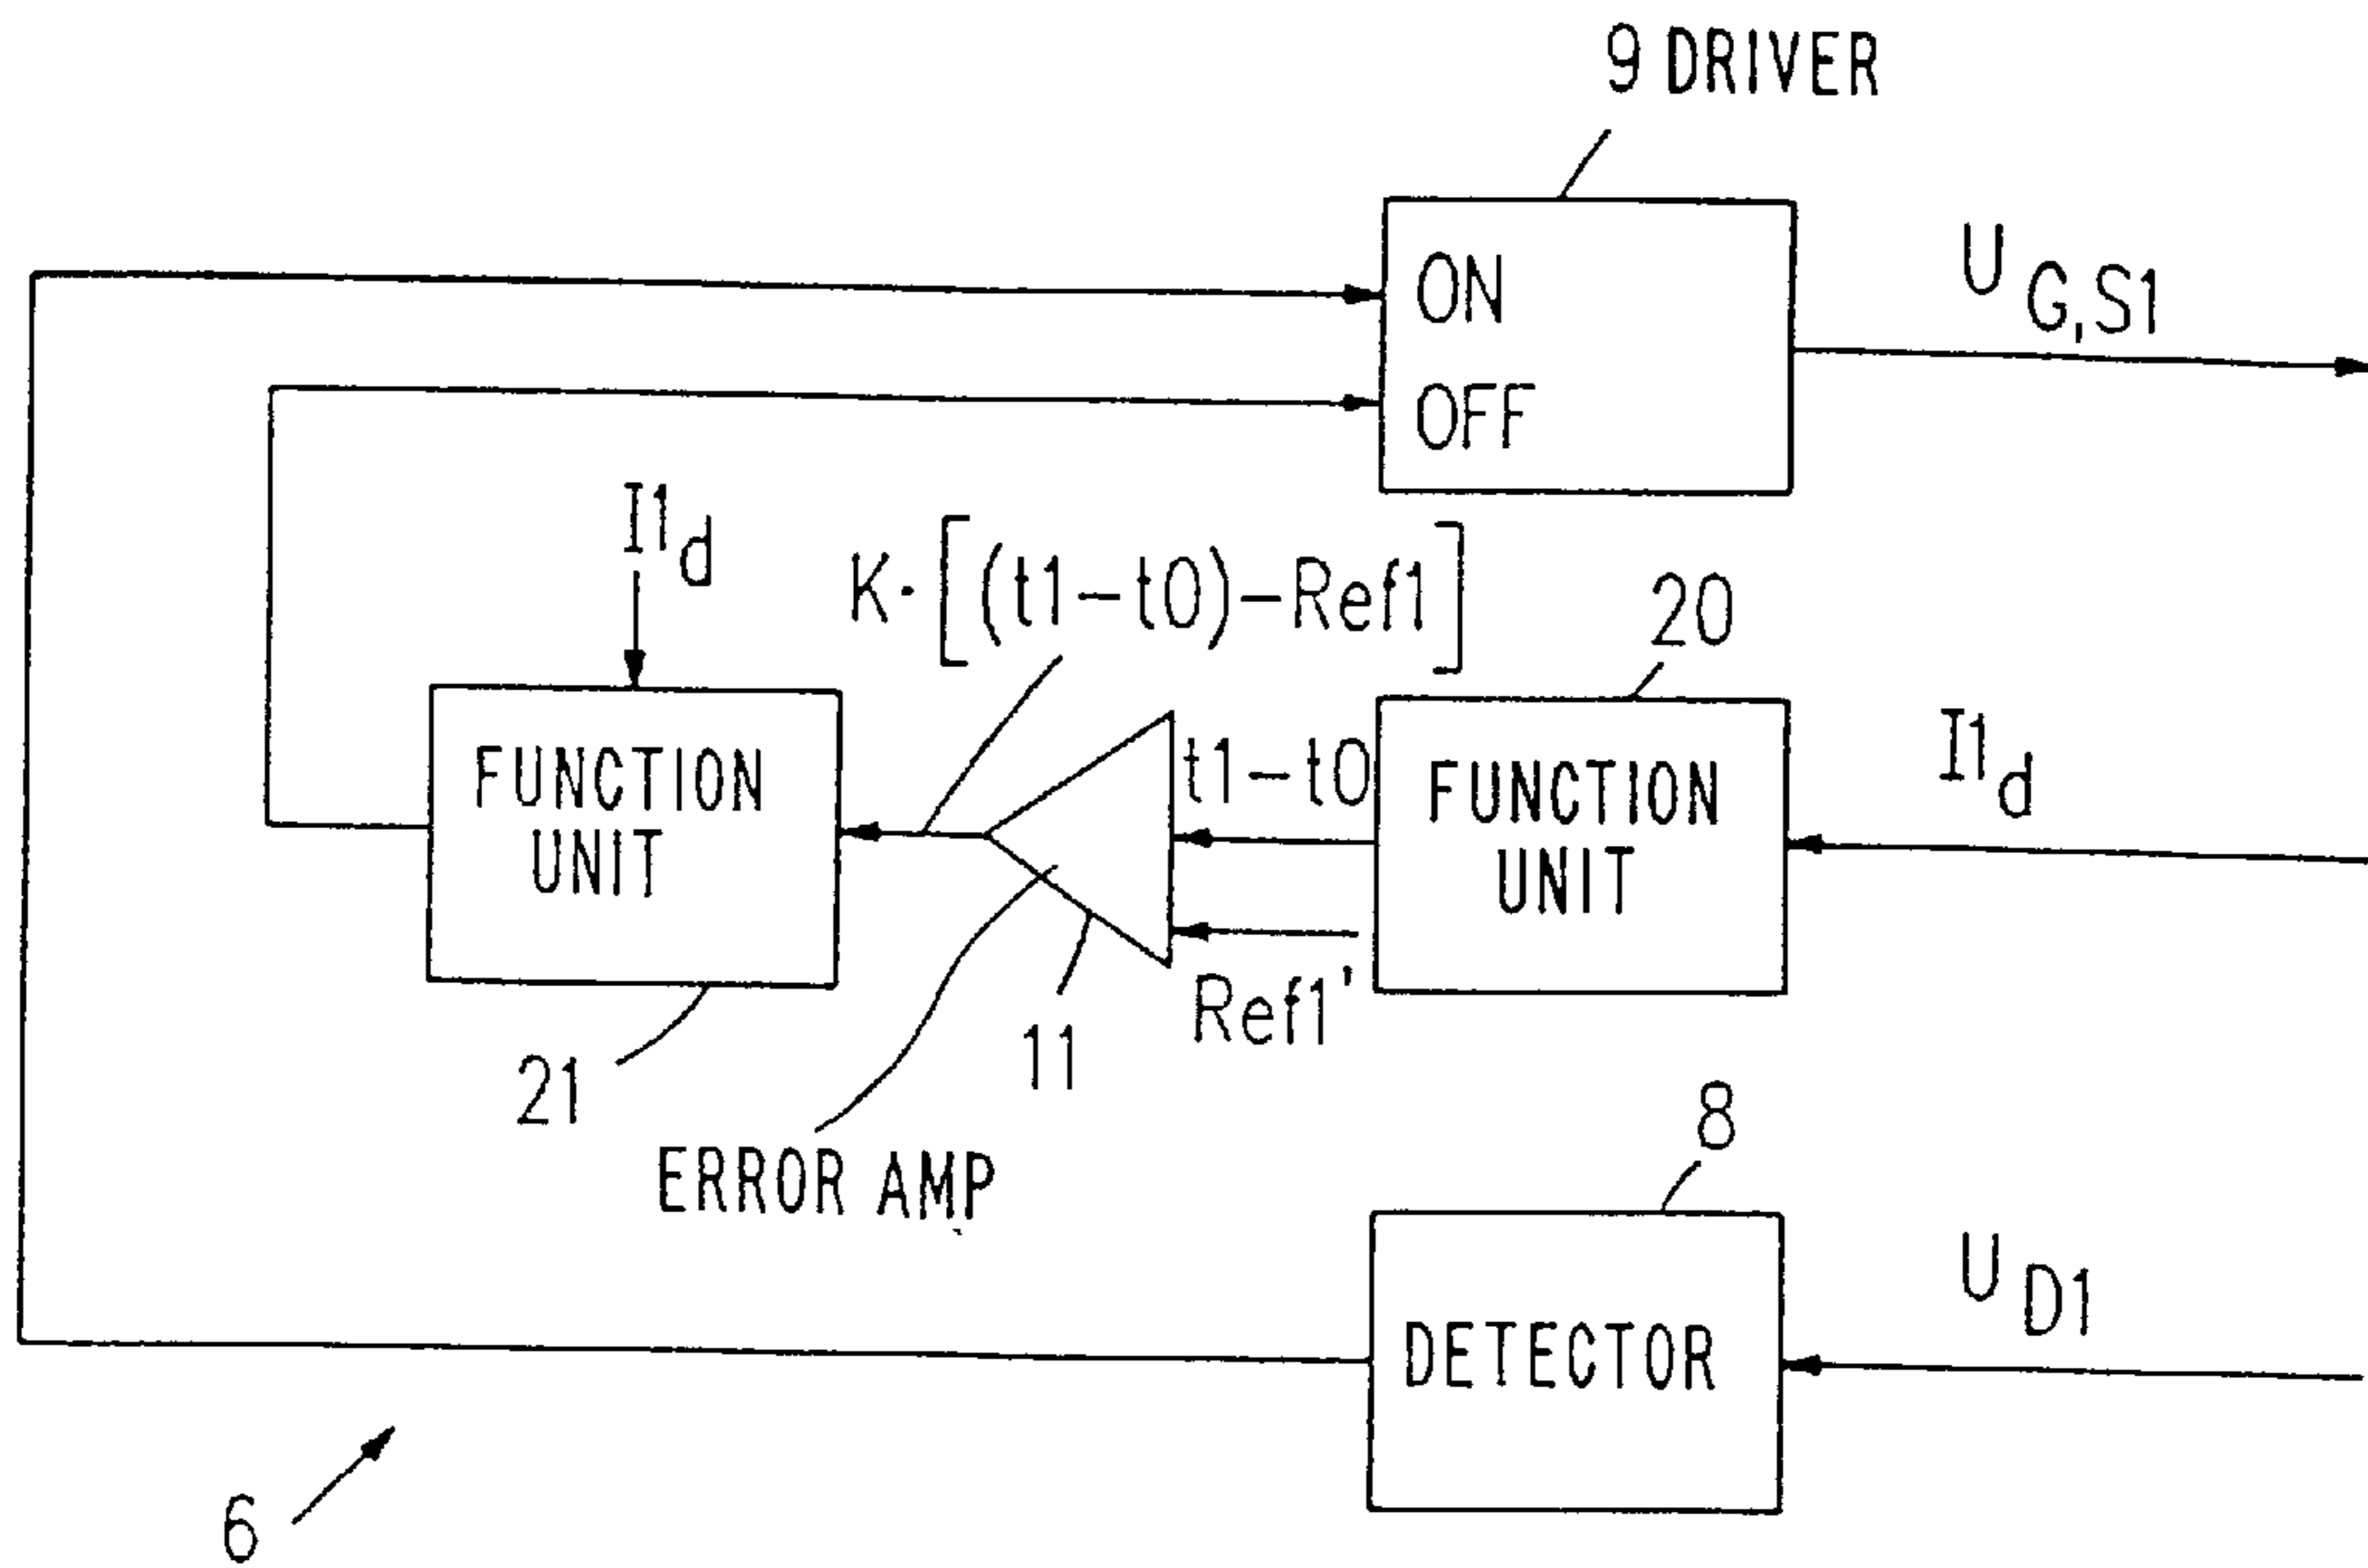 9 DRIVER
ON
OFF
U G,S1
I1d
K·[(t1–t0)–Ref1]
20
FUNCTION
UNIT
t1–t0
FUNCTION
UNIT
I1d
Ref1'
11
21
ERROR AMP
8
DETECTOR
U D1
6